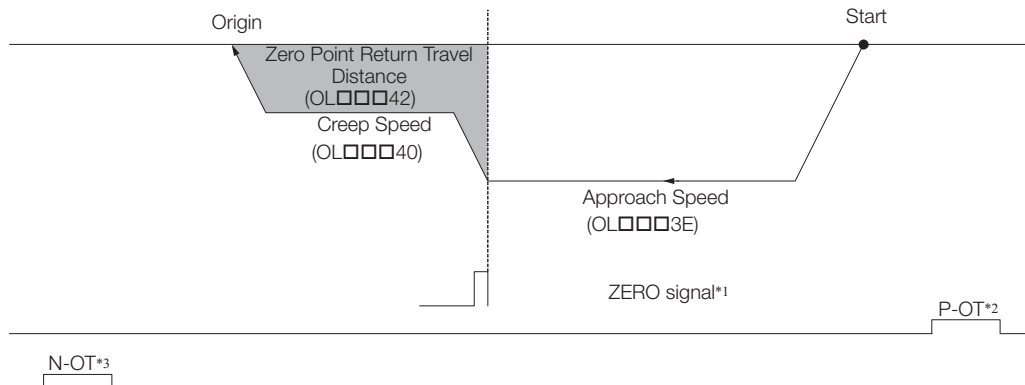 Origin
Start
Zero Point Return Travel
Distance
(OL□□□42)
Creep Speed
(OL□□□40)
Approach Speed
(OL□□□3E)
ZERO signal*1
P-OT*2
N-OT*3